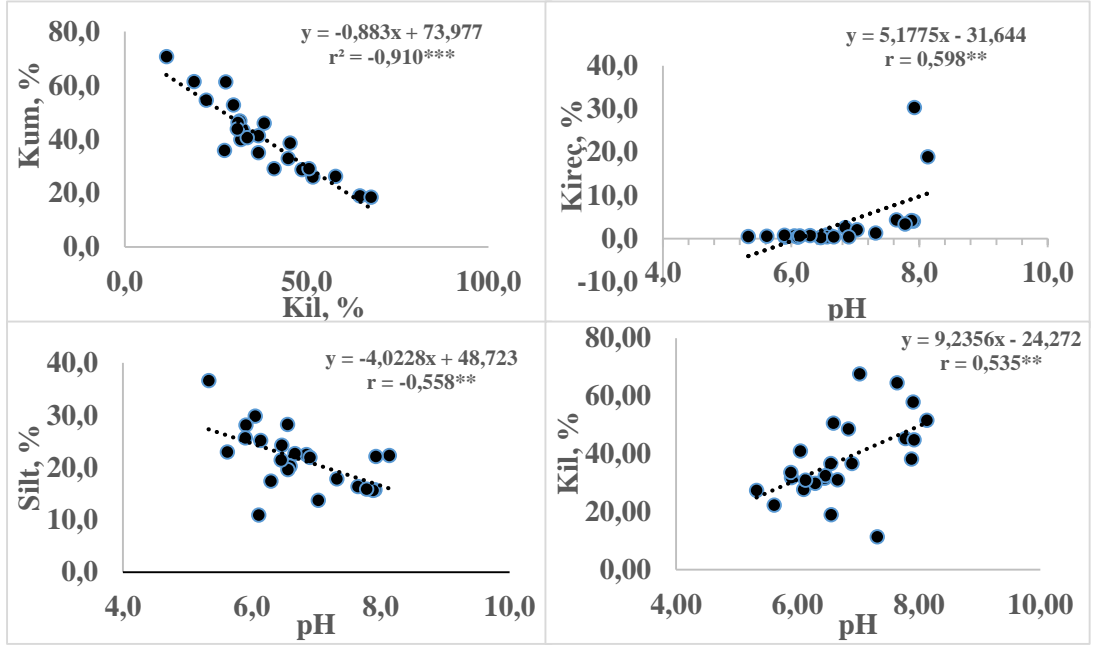 y = -0,883x + 73,977
r² = -0,910***
80,0
60,0
40,0
20,0
0,0
Kum, %
0,0
50,0
100,0
Kil, %
y = 5,1775x - 31,644
r = 0,598**
40,0
30,0
20,0
10,0
0,0
-10,0
Kireç, %
4,0
6,0
8,0
10,0
pH
y = -4,0228x + 48,723
r = -0,558**
40,0
30,0
20,0
10,0
0,0
Silt, %
4,0
6,0
8,0
10,0
pH
y = 9,2356x - 24,272
r = 0,535**
80,00
60,00
40,00
20,00
0,00
Kil, %
4,00
6,00
8,00
10,00
pH